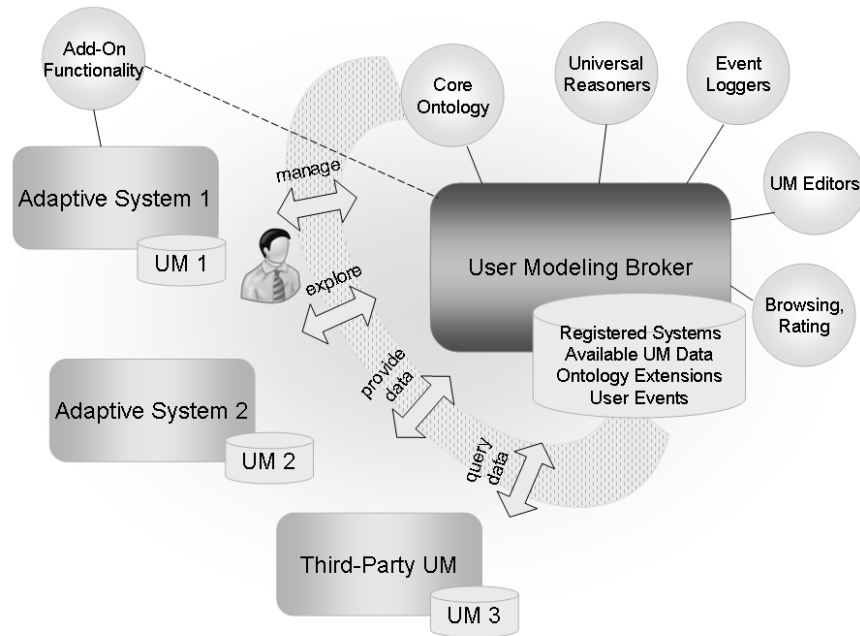 Add-On
Functionality
Core
Ontology
Universal
Reasoners
Event
Loggers
manage
Adaptive System 1
UM 1
UM Editors
User Modeling Broker
explore
Browsing,
Rating
Registered Systems
Available UM Data
Ontology Extensions
User Events
provide
data
Adaptive System 2
UM 2
query
data
Third-Party UM
UM 3